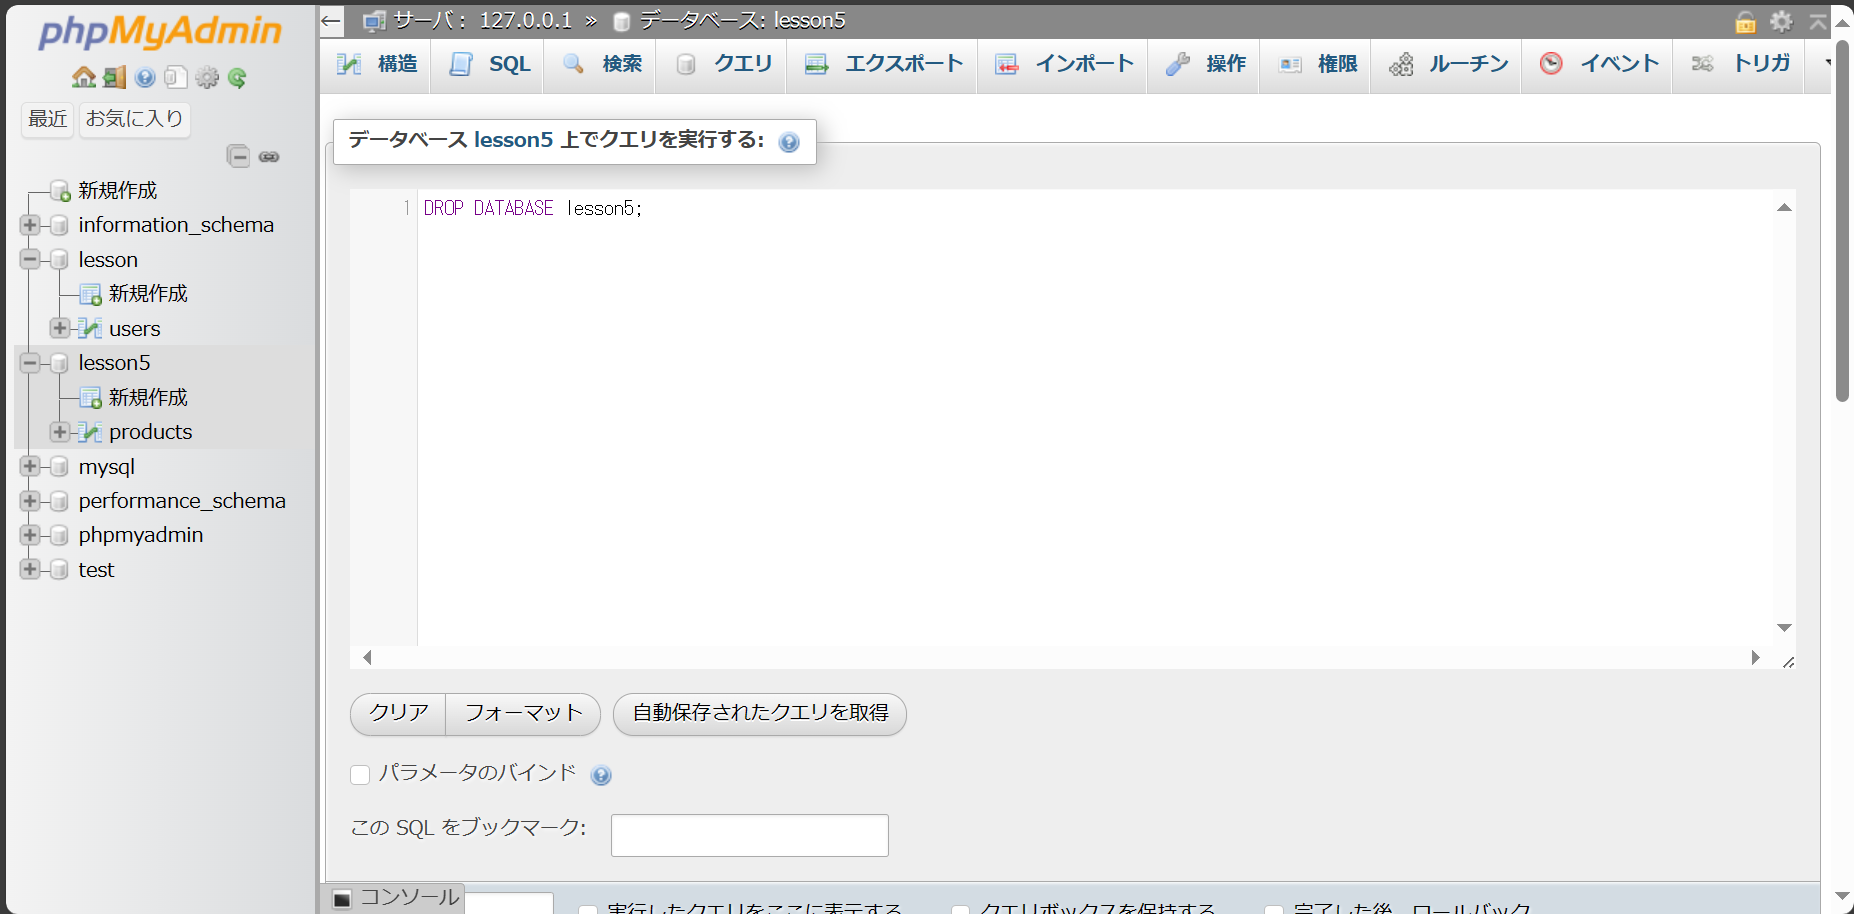 phpMyAdmin
最近 お気に入り
新規作成
information_schema
lesson
新規作成
users
lesson5
新規作成
products
mysql
performance_schema
phpmyadmin
test
サーバ: 127.0.0.1 » データベース: lesson5
構造 SQL 検索 クエリ エクスポート インポート 操作 権限 ルーチン イベント トリガ
データベース lesson5 上でクエリを実行する:
1 DROP DATABASE lesson5;
クリア フォーマット 自動保存されたクエリを取得
パラメータのバインド
この SQL をブックマーク:
コンソール 実行したクエリをここに表示する クエリボックスを保持する 完了した後、ロールバック